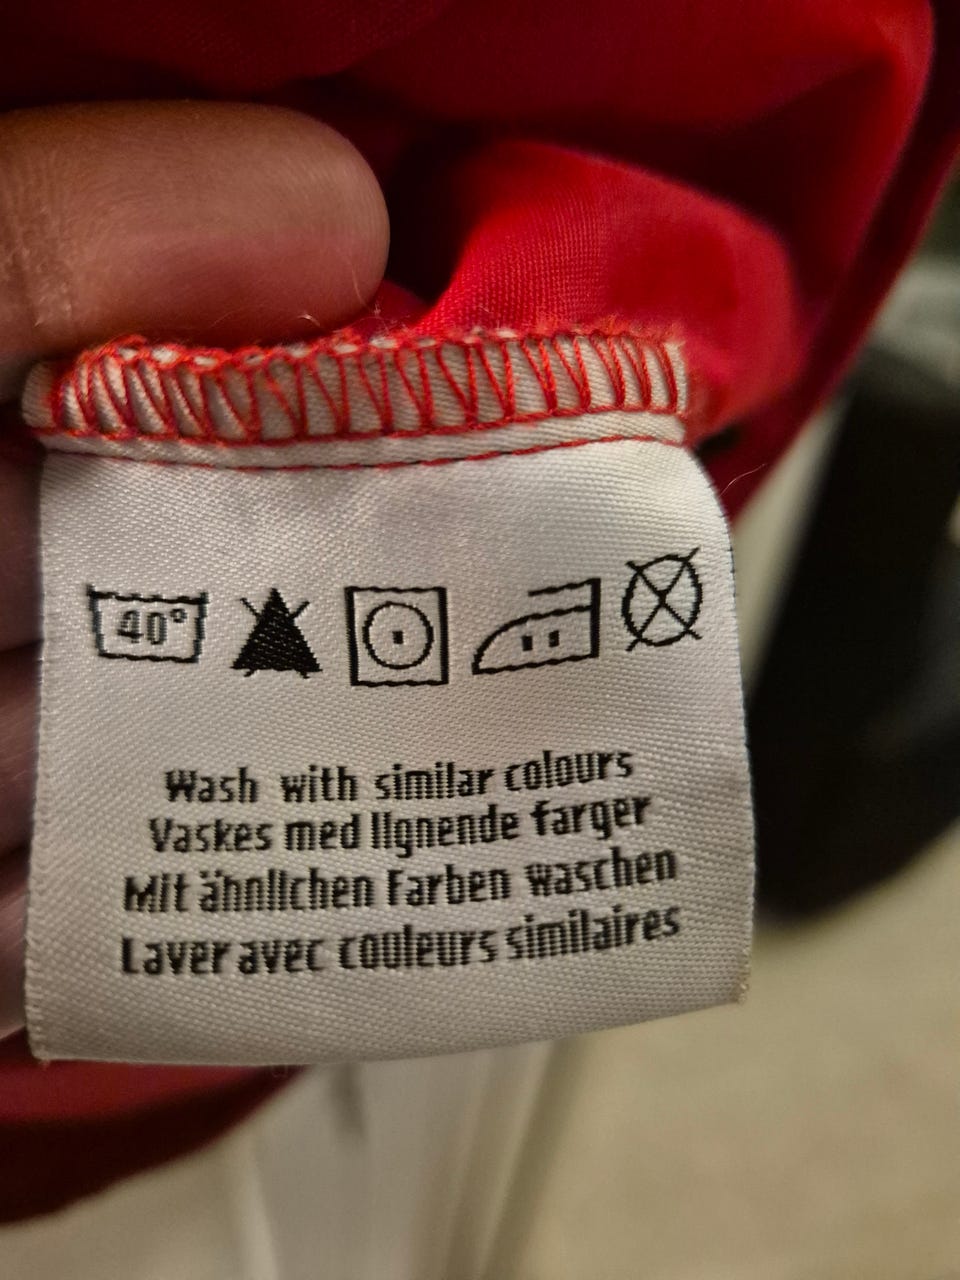 40°
Wash with similar colours
Vaskes med lignende farger
Mit ähnlichen Farben waschen
Laver avec couleurs similaires